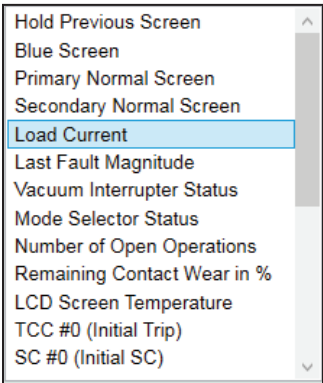 Hold Previous Screen
Blue Screen
Primary Normal Screen
Secondary Normal Screen
Load Current
Last Fault Magnitude
Vacuum Interrupter Status
Mode Selector Status
Number of Open Operations
Remaining Contact Wear in %
LCD Screen Temperature
TCC #0 (Initial Trip)
SC #0 (Initial SC)